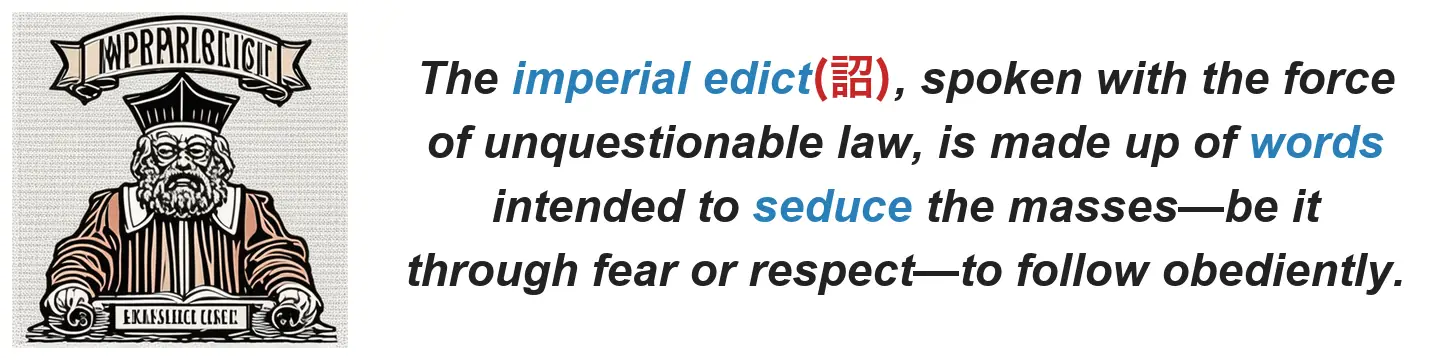 The imperial edict(詔), spoken with the force
of unquestionable law, is made up of words
intended to seduce the masses—be it
through fear or respect—to follow obediently.